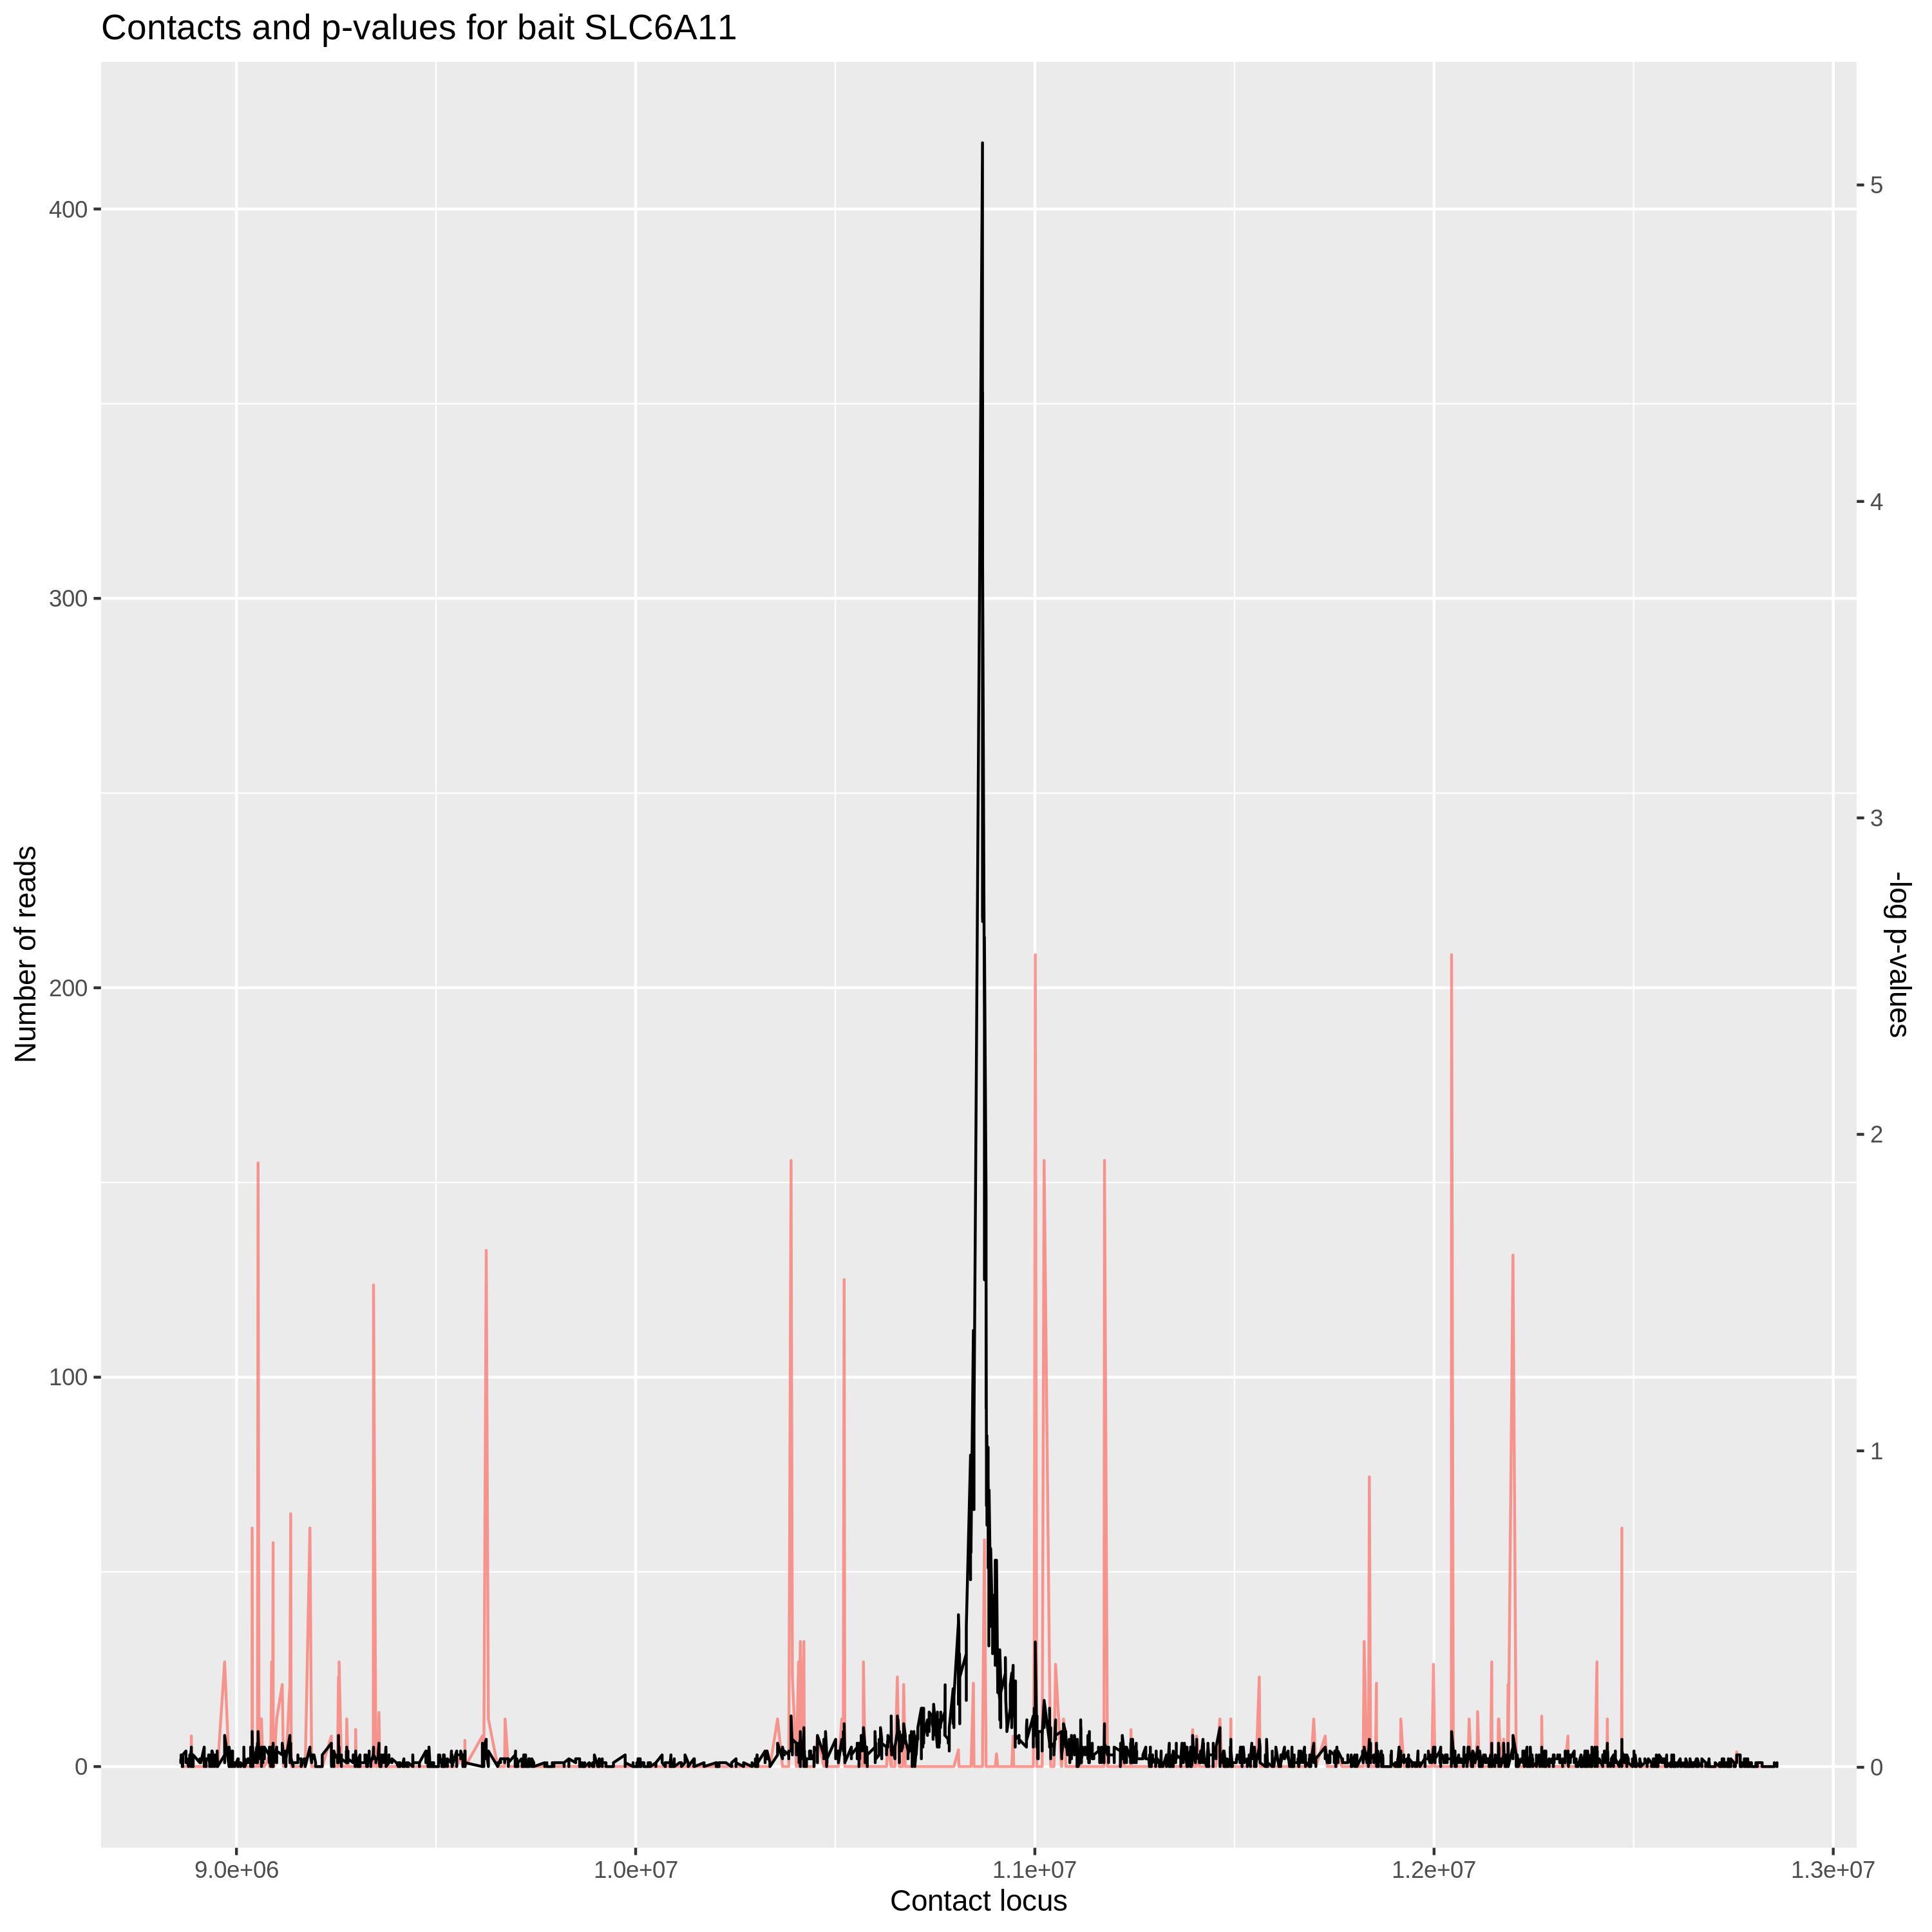 Contacts and p-values for bait SLC6A11
Number of reads
400
300
200
100
0
5
4
3
2
1
0
-log p-values
9.0e+06 1.0e+07 1.1e+07 1.2e+07 1.3e+07
Contact locus